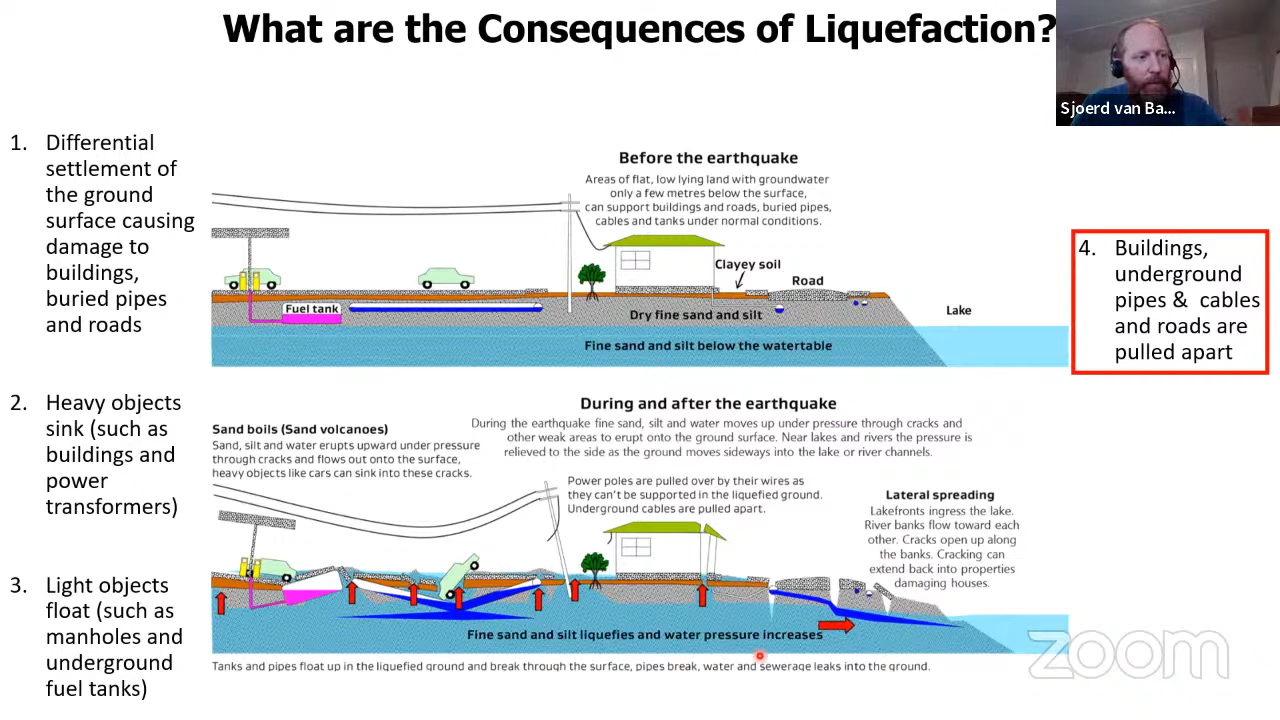 What are the Consequences of Liquefaction?
Sjoerd van Ba...
1. Differential
settlement of
the ground
surface causing
damage to
buildings,
buried pipes
and roads
2. Heavy objects
sink (such as
buildings and
power
transformers)
3. Light objects
float (such as
manholes and
underground
fuel tanks)
Before the earthquake
Areas of flat, low lying land with groundwater
only a few metres below the surface,
can support buildings and roads, buried pipes,
cables and tanks under normal conditions.
Clayey soil
Road
Fuel tank
Dry fine sand and silt
Lake
Fine sand and silt below the watertable
During and after the earthquake
During the earthquake fine sand, silt and water moves up under pressure through cracks and
other weak areas to erupt onto the ground surface. Near lakes and rivers the pressure is
relieved to the side as the ground moves sideways into the lake or river channels.
Sand boils (Sand volcanoes)
Sand, silt and water erupts upward under pressure
through cracks and flows out onto the surface,
heavy objects like cars can sink into these cracks.
Power poles are pulled over by their wires as
they can't be supported in the liquefied ground.
Underground cables are pulled apart.
Lateral spreading
Lakefronts ingress the lake.
River banks flow toward each
other. Cracks open up along
the banks. Cracking can
extend back into properties
damaging houses.
Fine sand and silt liquefies and water pressure increases
Tanks and pipes float up in the liquefied ground and break through the surface, pipes break, water and sewerage leaks into the ground.
4. Buildings,
underground
pipes & cables
and roads are
pulled apart
zoom